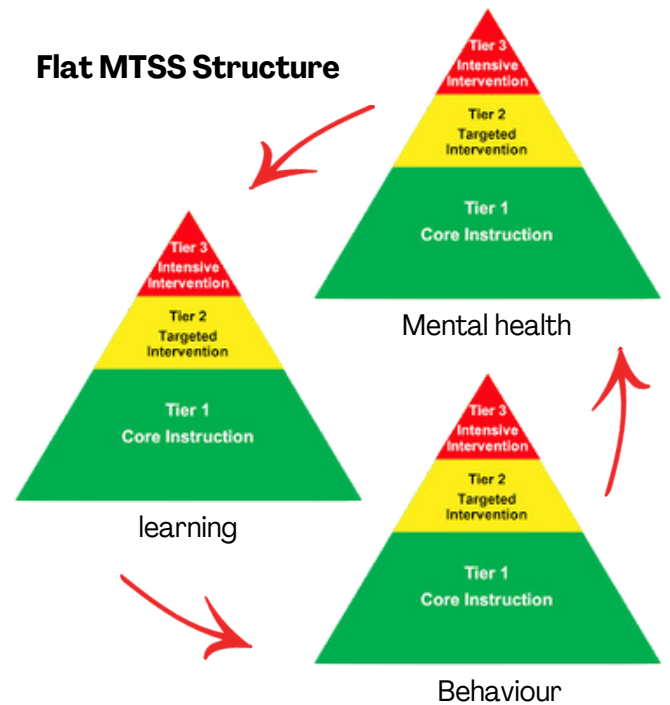 Flat MTSS Structure
Tier 3
Intensive
Intervention
Tier 2
Targeted
Intervention
Tier 1
Core Instruction
Mental health
Tier 3
Intensive
Intervention
Tier 2
Targeted
Intervention
Tier 1
Core Instruction
learning
Tier 3
Intensive
Intervention
Tier 2
Targeted
Intervention
Tier 1
Core Instruction
Behaviour